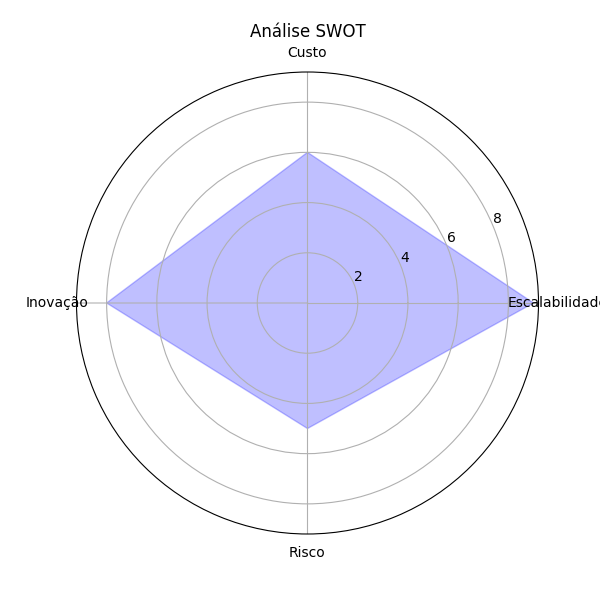 Análise SWOT
Custo
8
6
4
2
Inovação
Escalabilidade
Risco